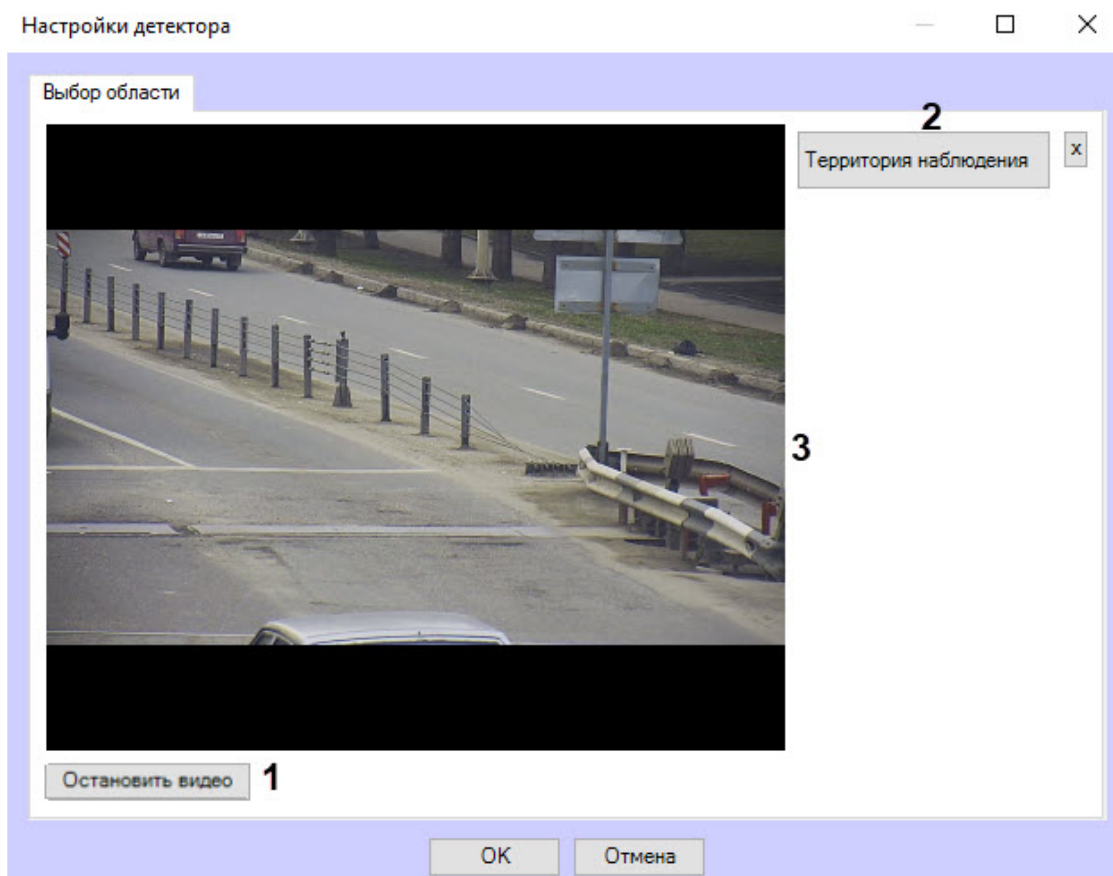 Настройки детектора
Выбор области
2
Территория наблюдения
x
3
Остановить видео
1
OK
Отмена